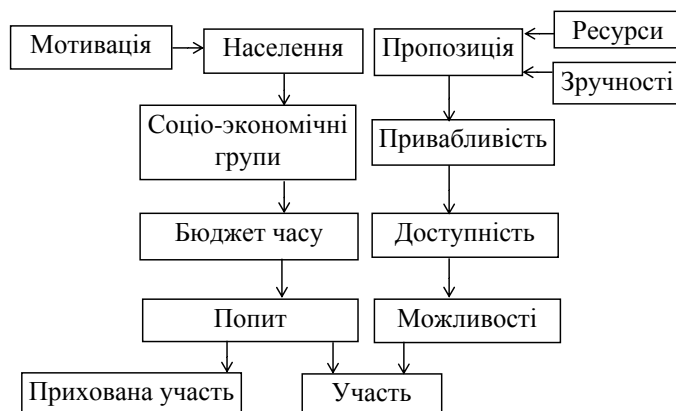 Мотивація
Населення
Пропозиція
Ресурси
Зручності
Соціо-экономічні
групи
Привабливість
Бюджет часу
Доступність
Попит
Можливості
Прихована участь
Участь